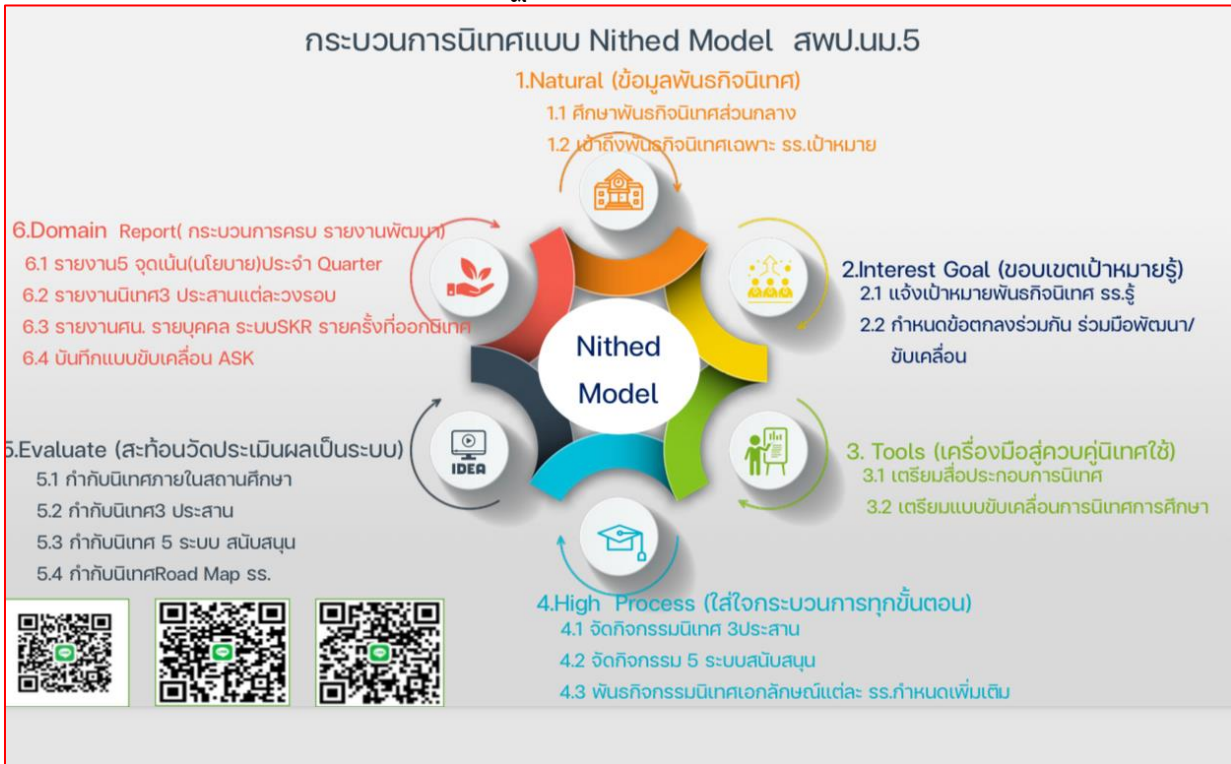 กระบวนการนิเทศแบบ Nithed Model สพป.นม.5
1.Natural (ข้อมูลพันธกิจนิเทศ)
1.1 ศึกษาพันธกิจนิเทศส่วนกลาง
1.2 เข้าถึงพันธกิจนิเทศเฉพาะ รร.เป้าหมาย
2.Interest Goal (ขอบเขตเป้าหมายรู้)
2.1 แจ้งเป้าหมายพันธกิจนิเทศ รร.รู้
2.2 กำหนดข้อตกลงร่วมกัน ร่วมมือพัฒนา/
ขับเคลื่อน
3. Tools (เครื่องมือสู่ควบคู่นิเทศใช้)
3.1 เตรียมสื่อประกอบการนิเทศ
3.2 เตรียมแบบขับเคลื่อนการนิเทศการศึกษา
4.High Process (ใส่ใจกระบวนการทุกขั้นตอน)
4.1 จัดกิจกรรมนิเทศ 3ประสาน
4.2 จัดกิจกรรม 5 ระบบสนับสนุน
4.3 พันธกิจกรรมนิเทศเอกลักษณ์แต่ละ รร.กำหนดเพิ่มเติม
5.Evaluate (สะท้อนวัดประเมินผลเป็นระบบ)
5.1 กำกับนิเทศภายในสถานศึกษา
5.2 กำกับนิเทศ3 ประสาน
5.3 กำกับนิเทศ 5 ระบบ สนับสนุน
5.4 กำกับนิเทศRoad Map รร.
6.Domain Report( กระบวนการครบ รายงานพัฒนา)
6.1 รายงาน5 จุดเน้น(นโยบาย)ประจำ Quarter
6.2 รายงานนิเทศ3 ประสานแต่ละวงรอบ
6.3 รายงานศน. รายบุคคล ระบบSKR รายครั้งที่ออกนิเทศ
6.4 บันทึกแบบขับเคลื่อน ASK
Nithed
Model
IDEA